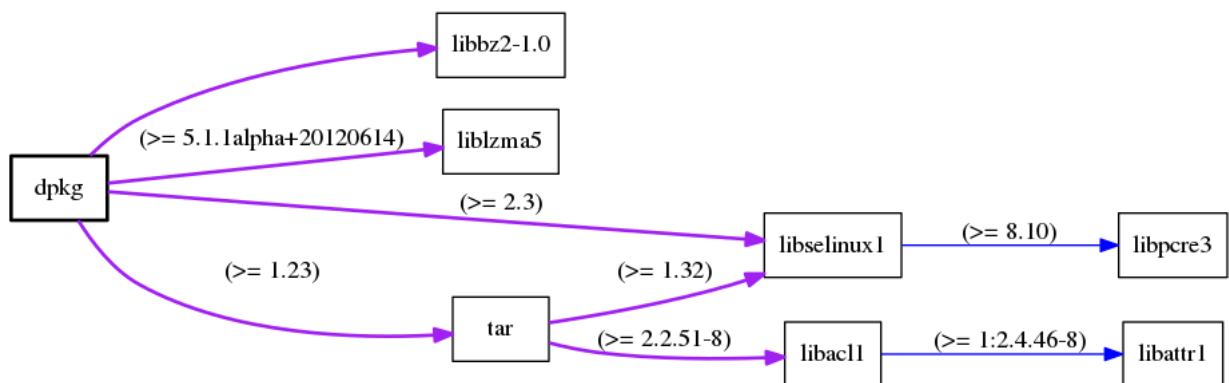 libbz2-1.0
(>= 5.1.1alpha+20120614)
liblzma5
dpkg
(>= 2.3)
libselinux1
(>= 8.10)
libpcre3
(>= 1.23)
(>= 1.32)
tar
(>= 2.2.51-8)
libacl1
(>= 1:2.4.46-8)
libattr1